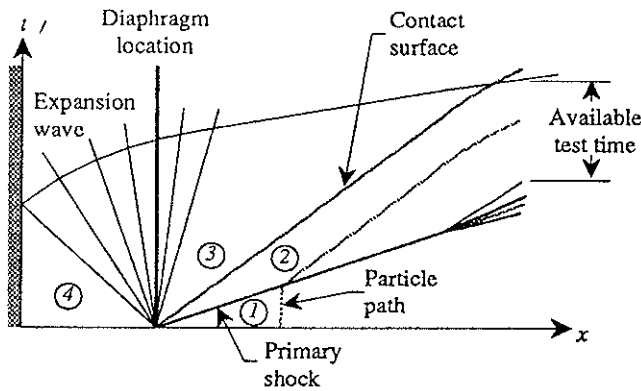 t
Diaphragm
location
Contact
surface
Expansion
wave
Available
test time
3
2
4
1
Particle
path
x
Primary
shock